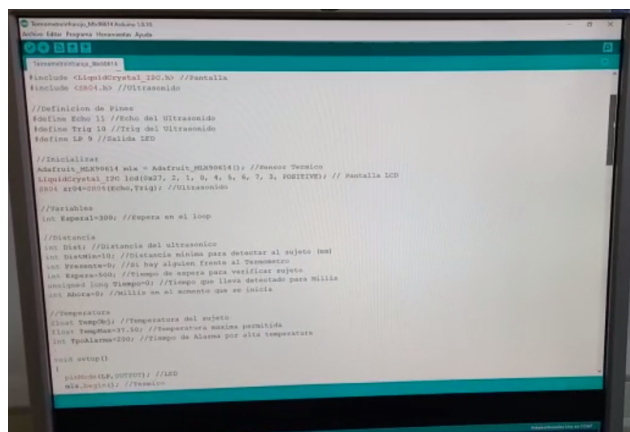 TermometroInfrarojo_Mlx90614 Arduino 1.8.16
Archivo Editar Programa Herramientas Ayuda
TermometroInfrarojo_Mlx90614
#include <LiquidCrystal_I2C.h> //Pantalla
#include <SR04.h> //Ultrasonido
//Definicion de Pines
#define Echo 11 //Echo del Ultrasonido
#define Trig 10 //Trig del Ultrasonido
#define LP 9 //Salida LED
//Inicializar
Adafruit_MLX90614 mlx = Adafruit_MLX90614(); //Sensor Termico
LiquidCrystal_I2C lcd(0x27, 2, 1, 0, 4, 5, 6, 7, 3, POSITIVE); // Pantalla LCD
SR04 sr04=SR04(Echo,Trig); //Ultrasonido
//Variables
int Espera1=300; //Espera en el loop
//Distancia
int Dist; //Distancia del ultrasonico
int DistMin=10; //Distancia minima para detectar al sujeto (mm)
int Presente=0; //Si hay alguien frente al Termometro
int Espera=500; //Tiempo de espera para verificar sujeto
unsigned long Tiempo=0; //Tiempo que lleva detectado para Millis
int Ahora=0; //Millis en el momento que se inicia
//Temperatura
float TempObj; //Temperatura del sujeto
float TempMax=37.50; //Temperatura maxima permitida
int TpoAlarma=200; //Tiempo de Alarma por alta temperatura
void setup()
{
pinMode(LP,OUTPUT); //LED
mlx.begin(); //Termico